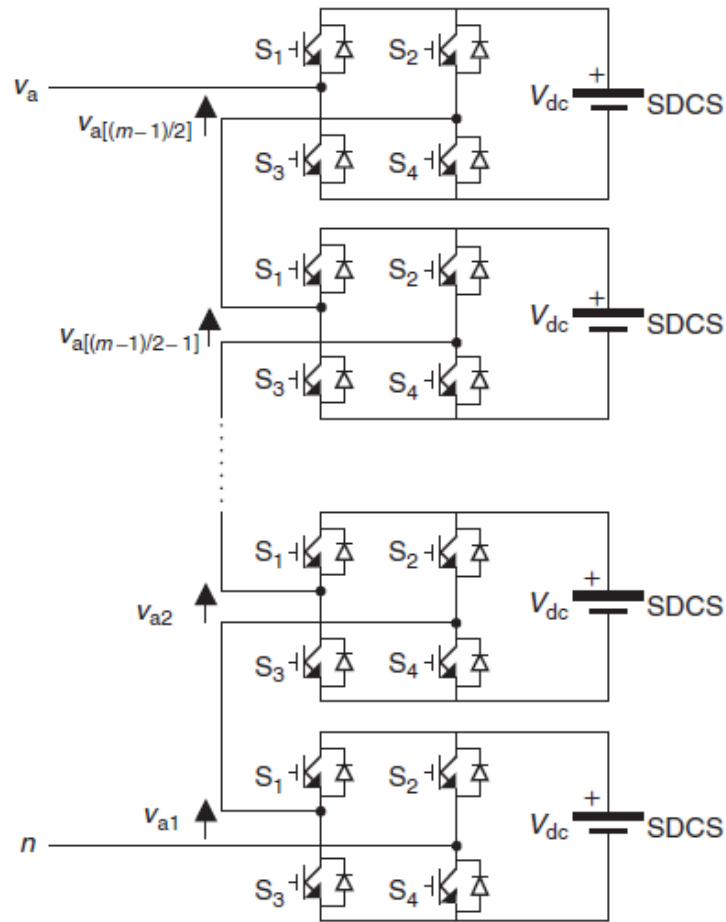 S1 S2
va
+
Vdc SDCS
va[(m−1)/2]
S3 S4
S1 S2
+
Vdc SDCS
va[(m−1)/2−1]
S3 S4
S1 S2
+
Vdc SDCS
va2
S3 S4
S1 S2
+
Vdc SDCS
va1
n
S3 S4